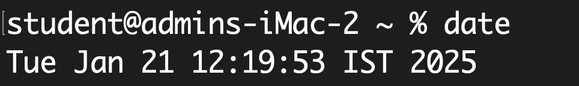 [student@admins-iMac-2 ~ % date
Tue Jan 21 12:19:53 IST 2025